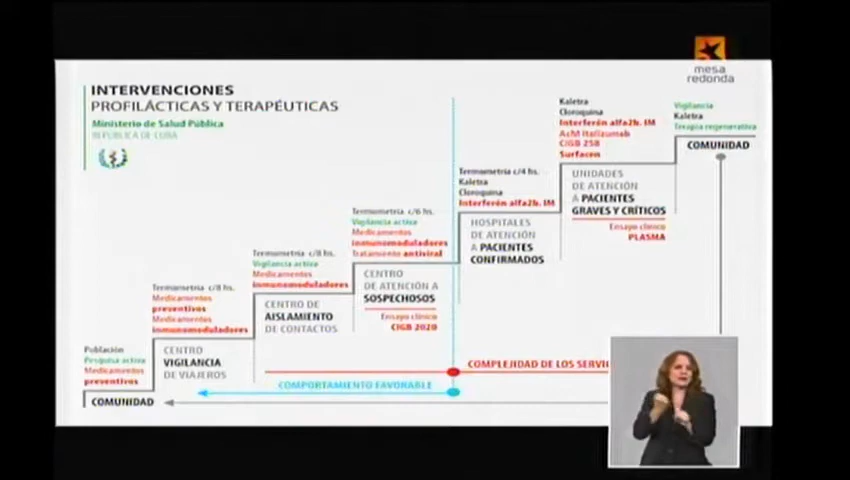 mesa
redonda
INTERVENCIONES
PROFILÁCTICAS Y TERAPÉUTICAS
Ministerio de Salud Pública
REPÚBLICA DE CUBA
Población
Pesquisa activa
Medicamentos
preventivos
COMUNIDAD
Termometría c/8 hs.
Medicamentos
preventivos
Medicamentos
inmunomoduladores
CENTRO
VIGILANCIA
DE VIAJEROS
Termometría c/8 hs.
Vigilancia activa
Medicamentos
inmunomoduladores
CENTRO DE
AISLAMIENTO
DE CONTACTOS
Termometría c/6 hs.
Vigilancia activa
Medicamentos
inmunomoduladores
Tratamiento antiviral
CENTRO
DE ATENCIÓN A
SOSPECHOSOS
Ensayo clínico
CIGB 2020
Termometría c/4 hs.
Kaletra
Cloroquina
Interferón alfa2b. IM
HOSPITALES
DE ATENCIÓN
A PACIENTES
CONFIRMADOS
Kaletra
Cloroquina
Interferén alfa2b. IM
AcM Itolizumab
CIGB 258
Surfacen
UNIDADES
DE ATENCIÓN
A PACIENTES
GRAVES Y CRÍTICOS
Ensayo clínico
PLASMA
Vigilancia
Kaletra
Terapia regenerativa
COMUNIDAD
COMPLEJIDAD DE LOS SERVI
COMPORTAMIENTO FAVORABLE